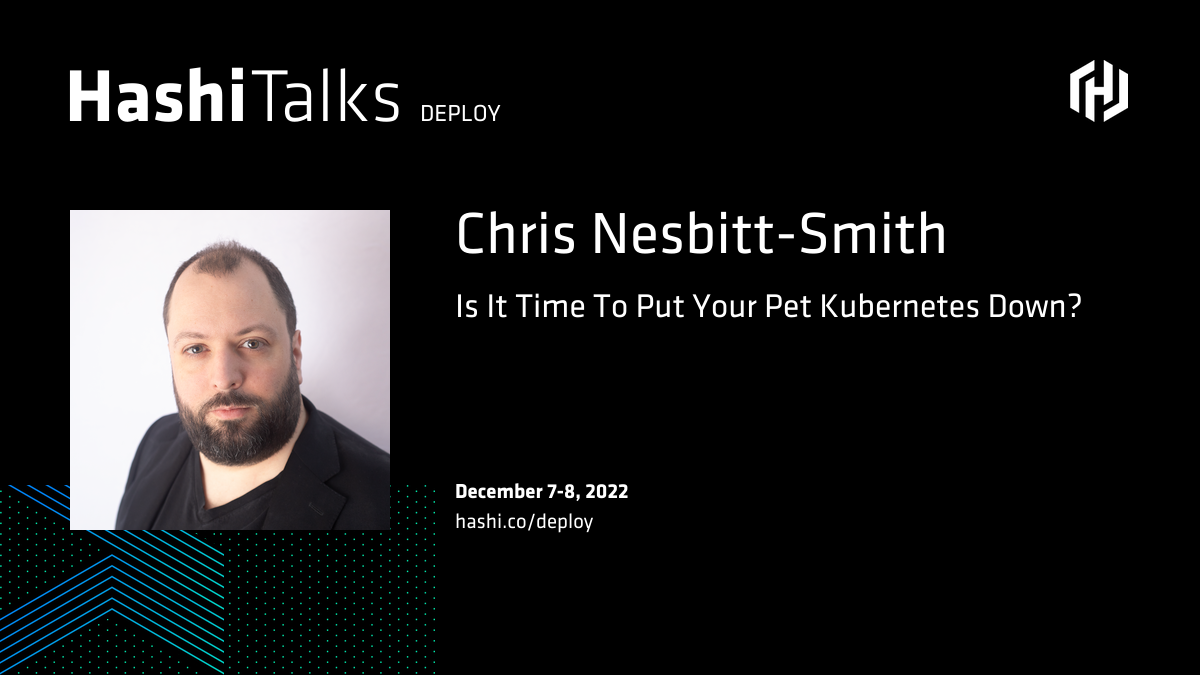 HashiTalks DEPLOY
Chris Nesbitt-Smith
Is It Time To Put Your Pet Kubernetes Down?
December 7-8, 2022
hashi.co/deploy